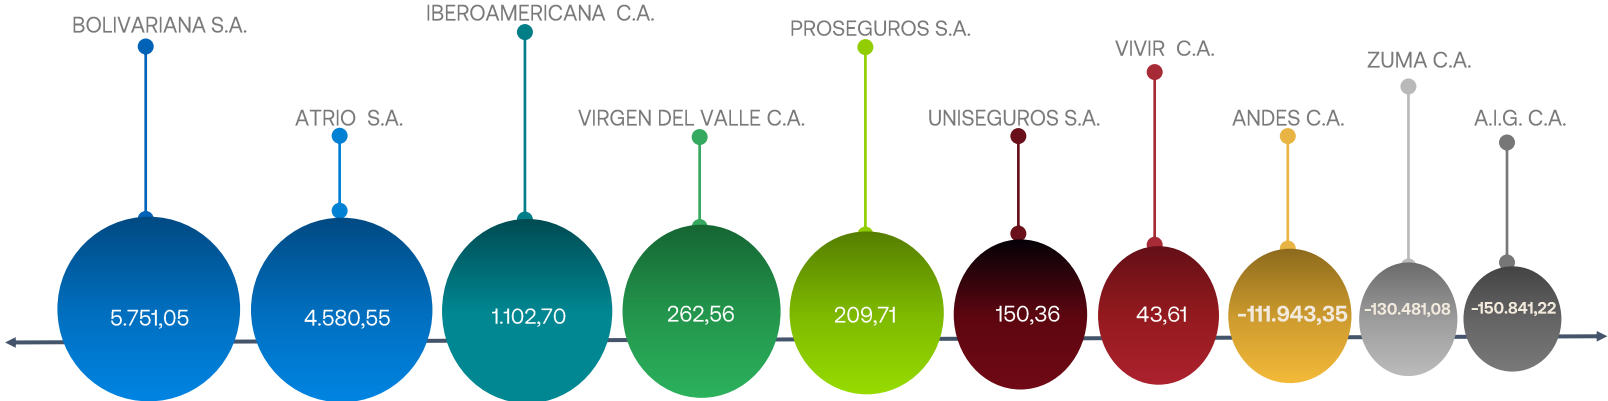 BOLIVARIANA S.A.
IBEROAMERICANA C.A.
PROSEGUROS S.A.
VIVIR C.A.
ZUMA C.A.
ATRIO S.A.
VIRGEN DEL VALLE C.A.
UNISEGUROS S.A.
ANDES C.A.
A.I.G. C.A.
5.751,05
4.580,55
1.102,70
262,56
209,71
150,36
43,61
-111.943,35
-130.481,08
-150.841,22